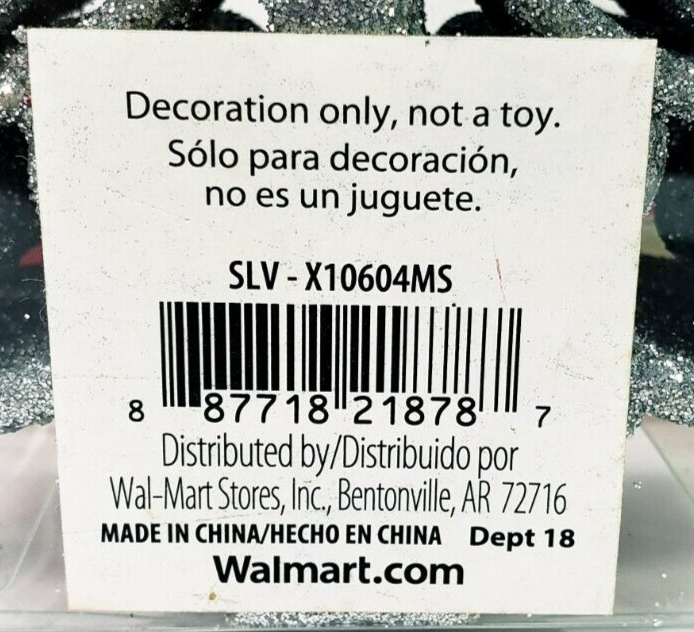 Decoration only, not a toy.
Sólo para decoración,
no es un juguete.
SLV - X10604MS
8 87718 21878 7
Distributed by/Distribuido por
Wal-Mart Stores, Inc., Bentonville, AR 72716
MADE IN CHINA/HECHO EN CHINA Dept 18
Walmart.com